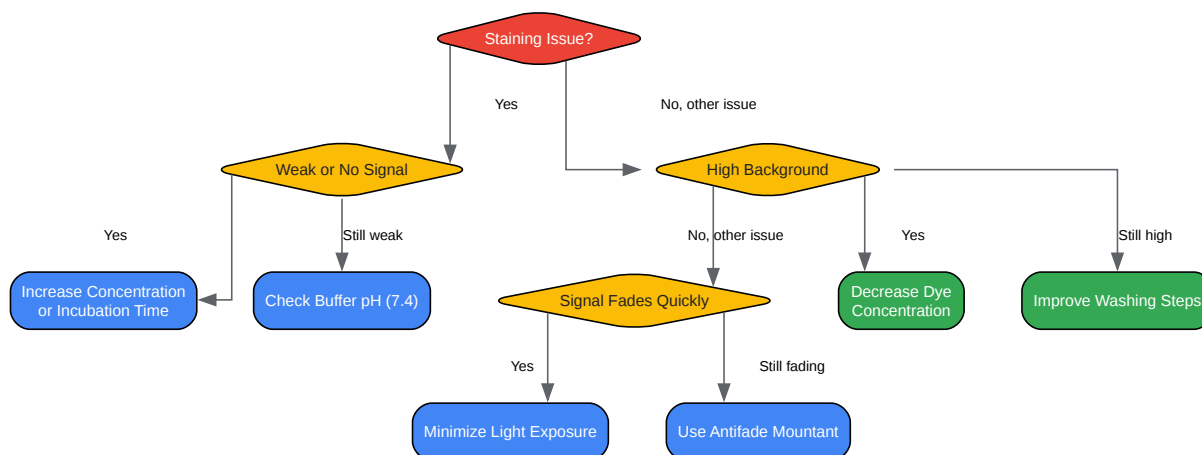 Staining Issue?
Yes
No, other issue
Weak or No Signal
High Background
Yes
Still weak
No, other issue
Yes
Still high
Increase Concentration
or Incubation Time
Check Buffer pH (7.4)
Signal Fades Quickly
Decrease Dye
Concentration
Improve Washing Steps
Yes
Still fading
Minimize Light Exposure
Use Antifade Mountant